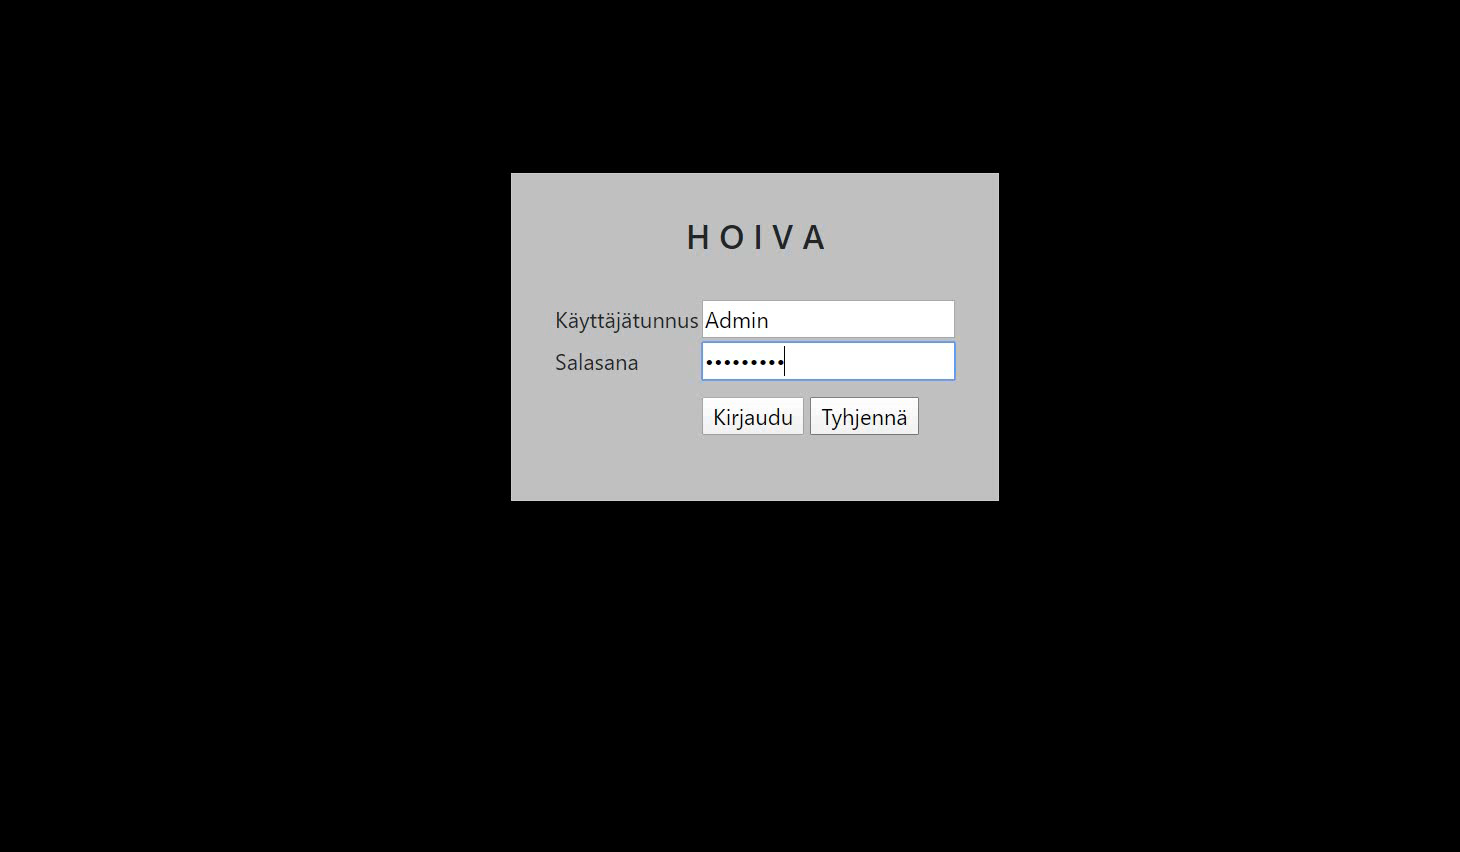 HOIVA
Käyttäjätunnus Admin
Salasana •••••••••
Kirjaudu Tyhjennä